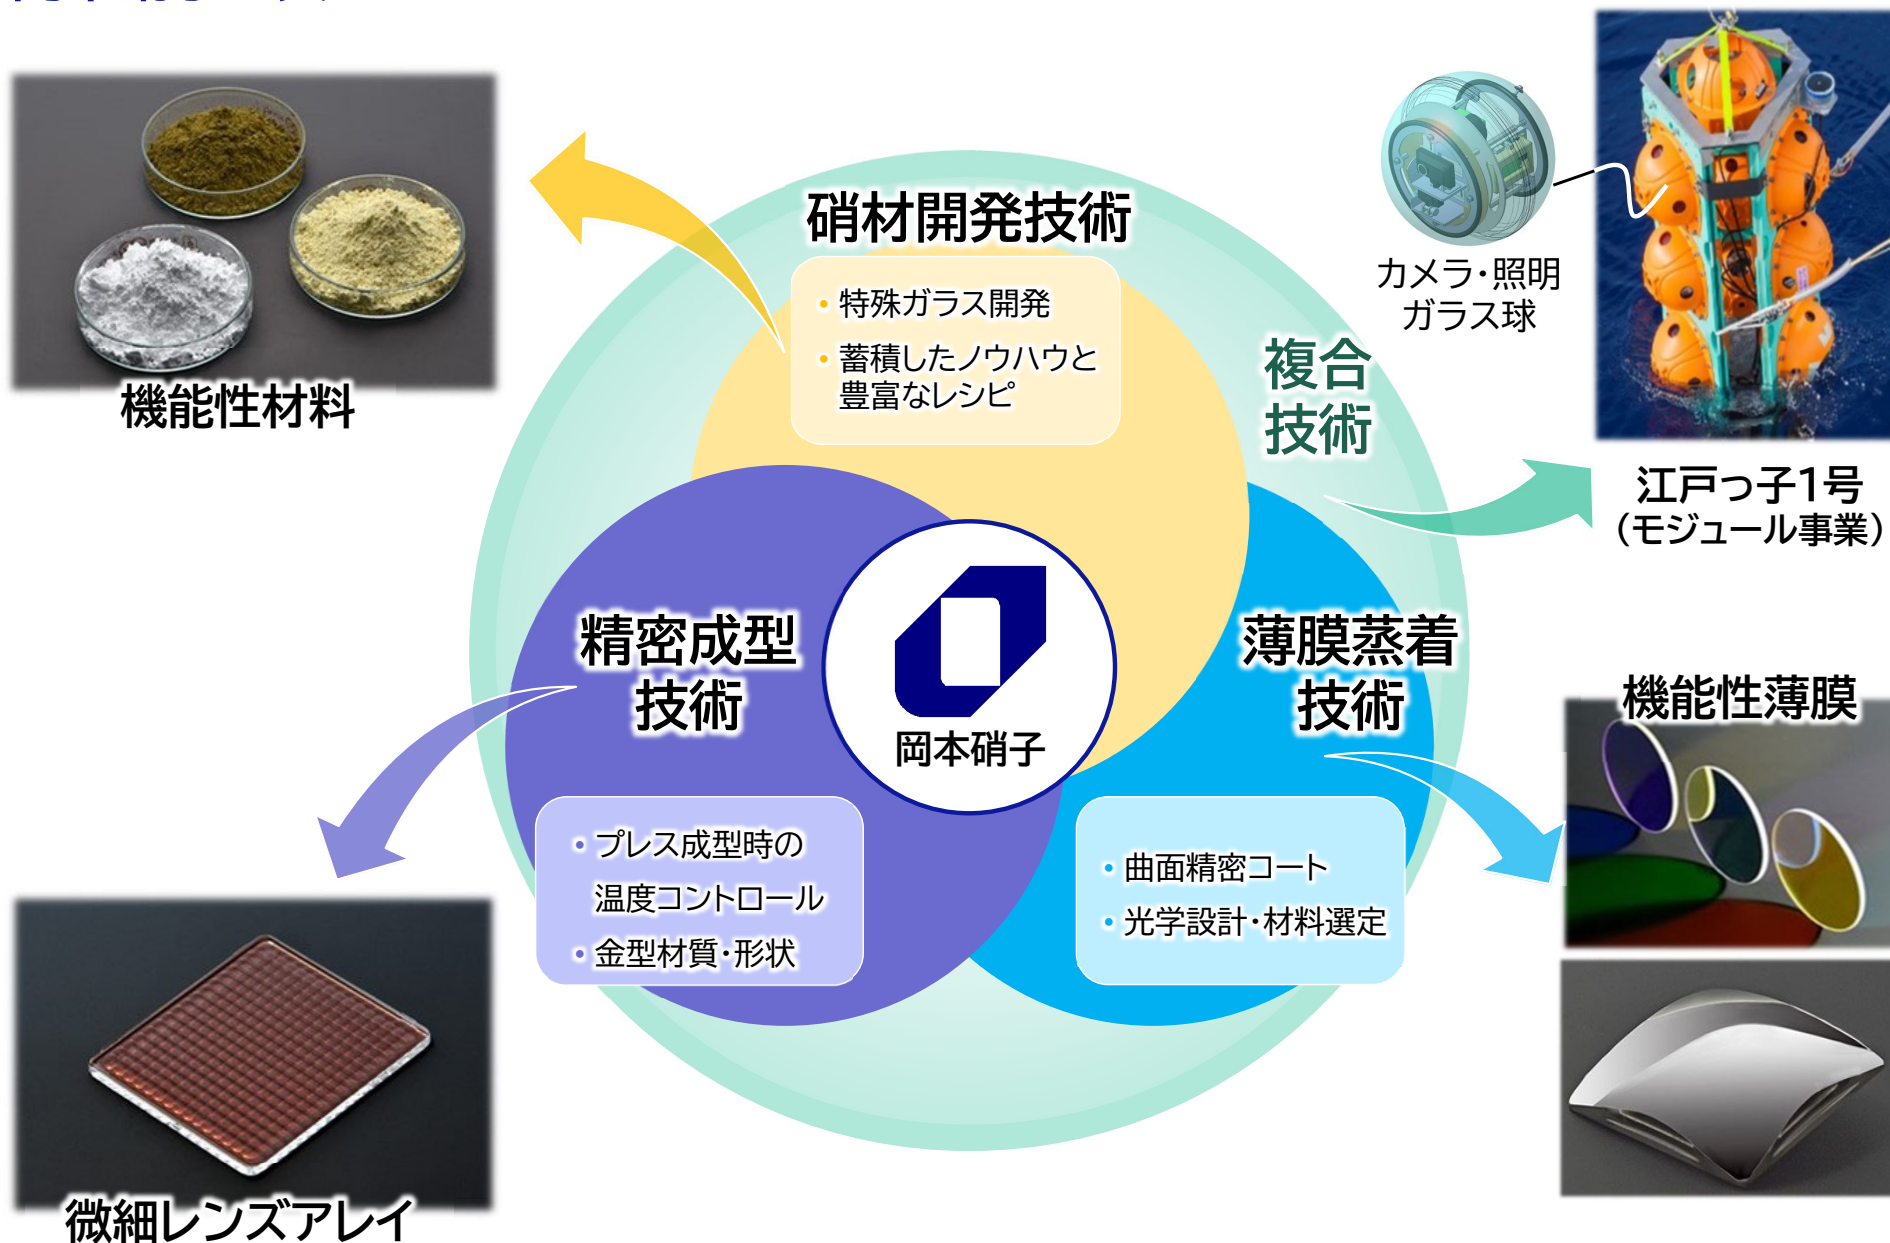 硝材開発技術
・特殊ガラス開発
・蓄積したノウハウと
豊富なレシピ
機能性材料
カメラ・照明
ガラス球
複合
技術
江戸っ子1号
(モジュール事業)
精密成型
技術
・プレス成型時の
温度コントロール
・金型材質・形状
岡本硝子
薄膜蒸着
技術
・曲面精密コート
・光学設計・材料選定
機能性薄膜
微細レンズアレイ